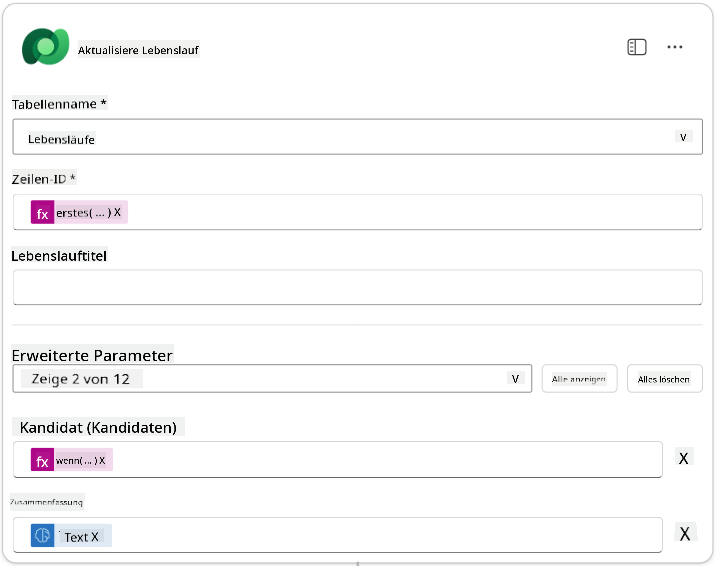 Aktualisiere Lebenslauf
Tabellenname *
Lebensläufe V
Zeilen-ID *
fx erstes( ... ) X
Lebenslauftitel
Erweiterte Parameter
Zeige 2 von 12 V Alle anzeigen Alles löschen
Kandidat (Kandidaten)
fx wenn( ... ) X X
Zusammenfassung
Text X X